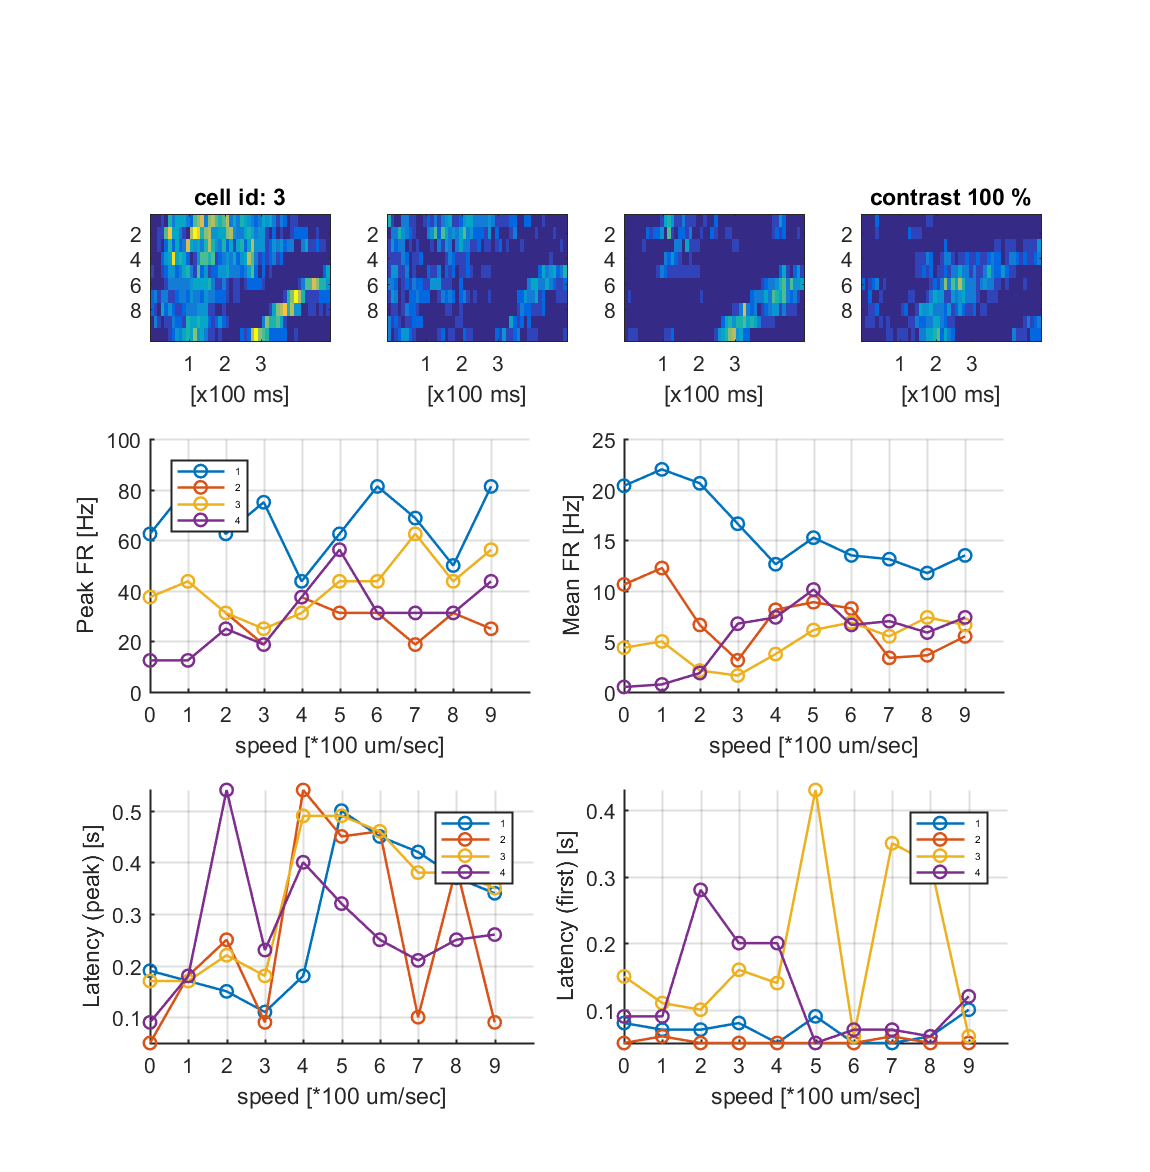 cell id: 3
contrast 100 %
2
4
6
8
1 2 3
[x100 ms]
2
4
6
8
1 2 3
[x100 ms]
2
4
6
8
1 2 3
[x100 ms]
2
4
6
8
1 2 3
[x100 ms]
Peak FR [Hz]
100
80
60
40
20
0
1
2
3
4
0 1 2 3 4 5 6 7 8 9
speed [*100 um/sec]
Mean FR [Hz]
25
20
15
10
5
0
0 1 2 3 4 5 6 7 8 9
speed [*100 um/sec]
Latency (peak) [s]
0.5
0.4
0.3
0.2
0.1
1
2
3
4
0 1 2 3 4 5 6 7 8 9
speed [*100 um/sec]
Latency (first) [s]
0.4
0.3
0.2
0.1
1
2
3
4
0 1 2 3 4 5 6 7 8 9
speed [*100 um/sec]